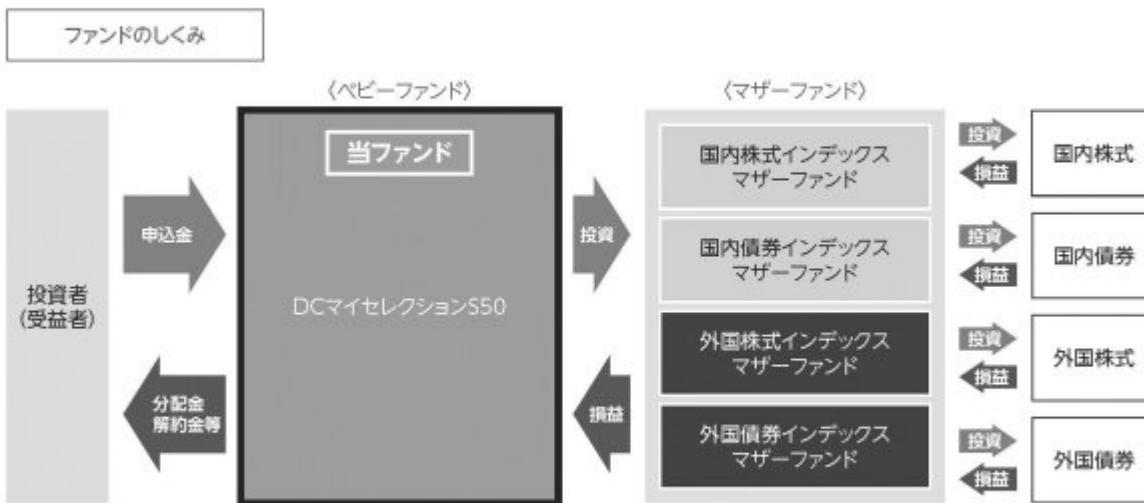 ファンドのしくみ
〈ベビーファンド〉
〈マザーファンド〉
投資者
(受益者)
申込金
分配金
解約金等
当ファンド
DCマイセレクションS50
投資
損益
国内株式インデックス
マザーファンド
投資
損益
国内株式
国内債券インデックス
マザーファンド
投資
損益
国内債券
外国株式インデックス
マザーファンド
投資
損益
外国株式
外国債券インデックス
マザーファンド
投資
損益
外国債券